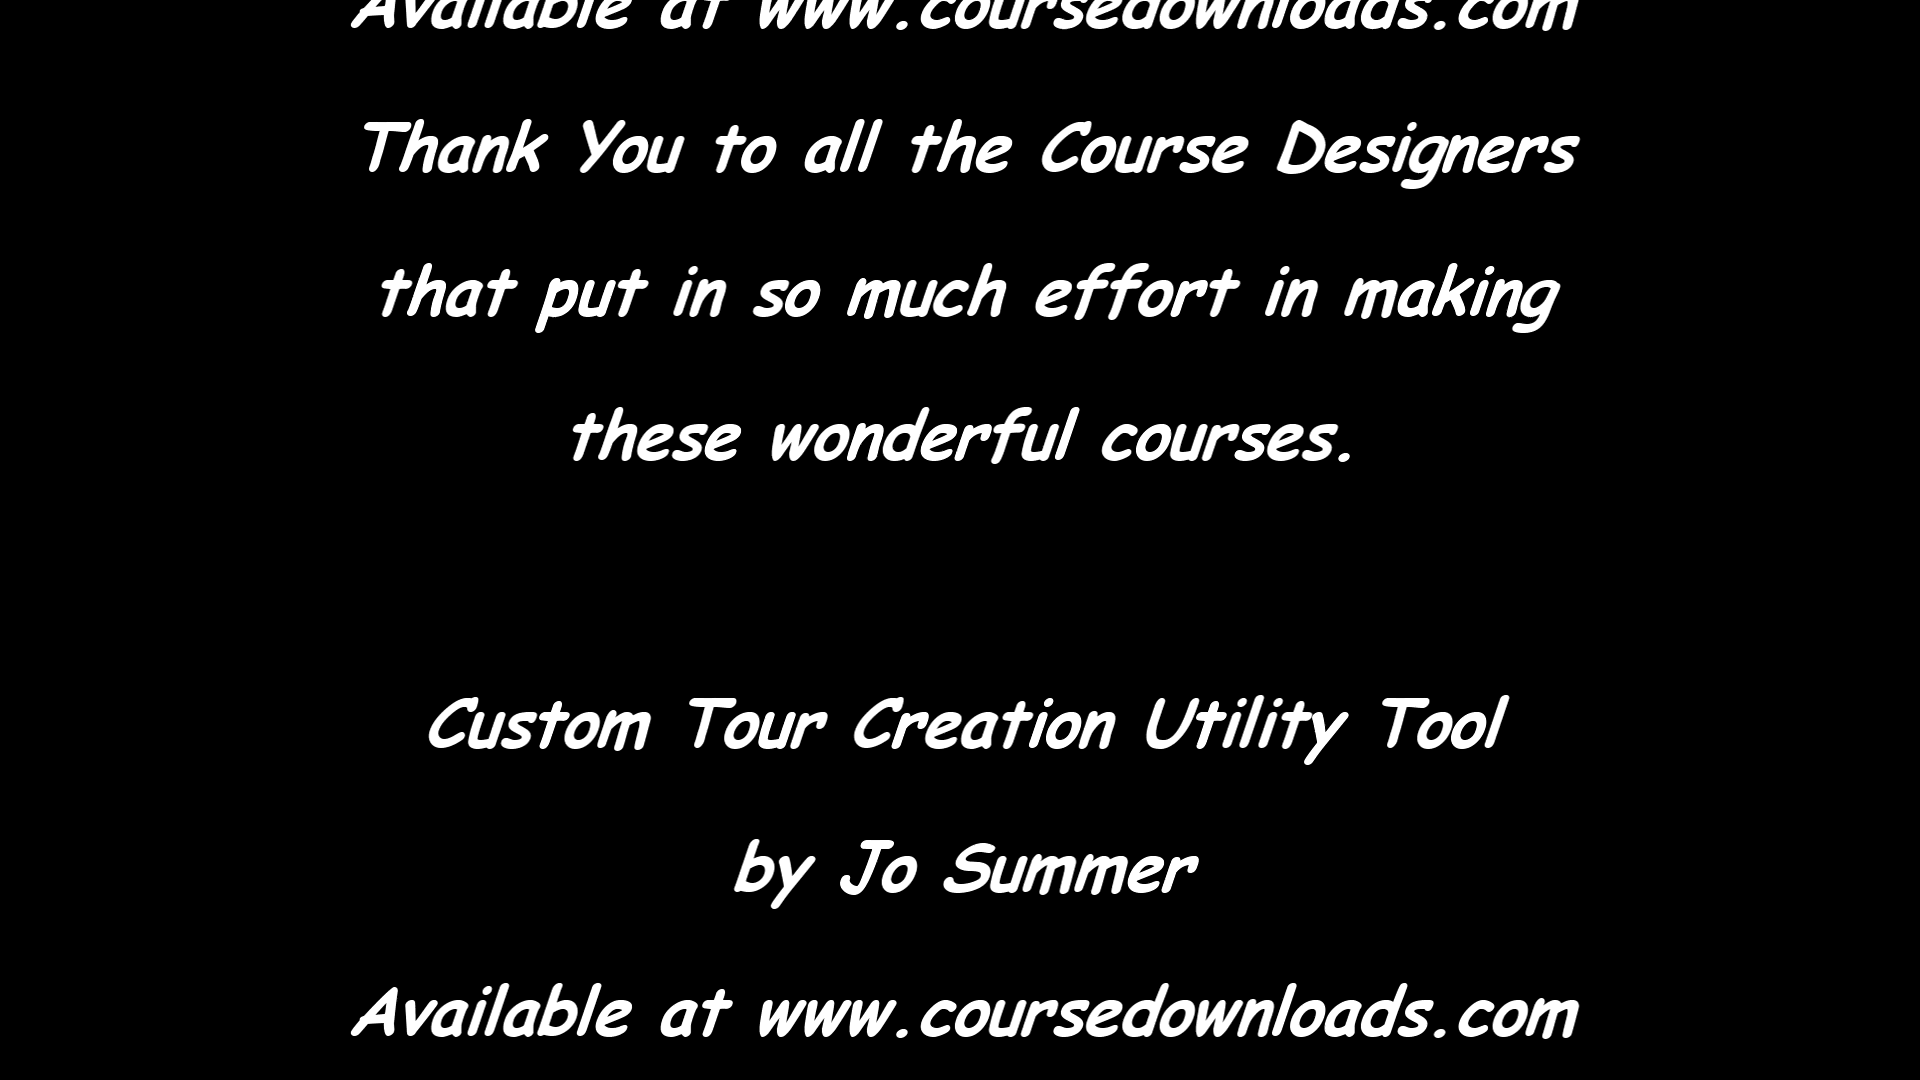 Available at www.coursedownloads.com
Thank You to all the Course Designers
that put in so much effort in making
these wonderful courses.
Custom Tour Creation Utility Tool
by Jo Summer
Available at www.coursedownloads.com